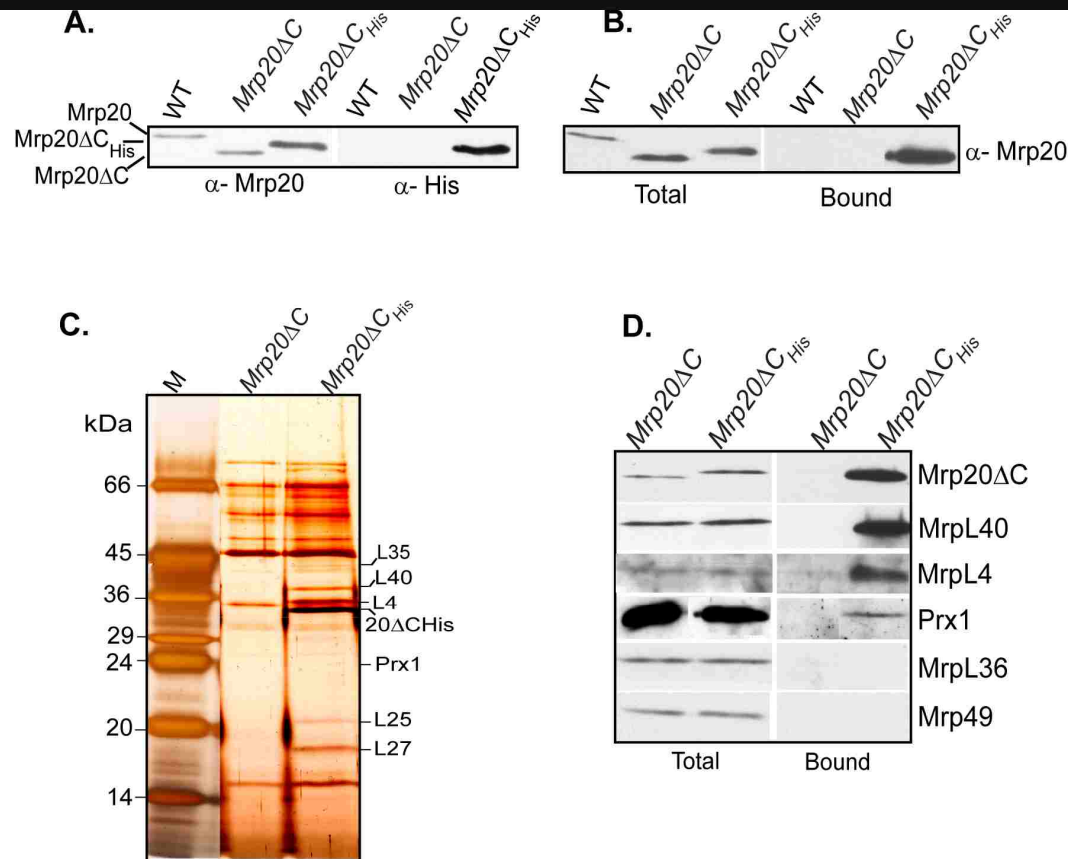 A.
WT
Mrp20ΔC
Mrp20ΔCHis
WT
Mrp20ΔC
Mrp20ΔCHis
Mrp20
Mrp20ΔCHis
Mrp20ΔC
α- Mrp20
α- His
B.
WT
Mrp20ΔC
Mrp20ΔCHis
WT
Mrp20ΔC
Mrp20ΔCHis
α- Mrp20
Total
Bound
C.
M
Mrp20ΔC
Mrp20ΔCHis
kDa
66
45
36
29
24
20
14
L35
L40
L4
20ΔCHis
Prx1
L25
L27
D.
Mrp20ΔC
Mrp20ΔCHis
Mrp20ΔC
Mrp20ΔCHis
Mrp20ΔC
MrpL40
MrpL4
Prx1
MrpL36
Mrp49
Total
Bound